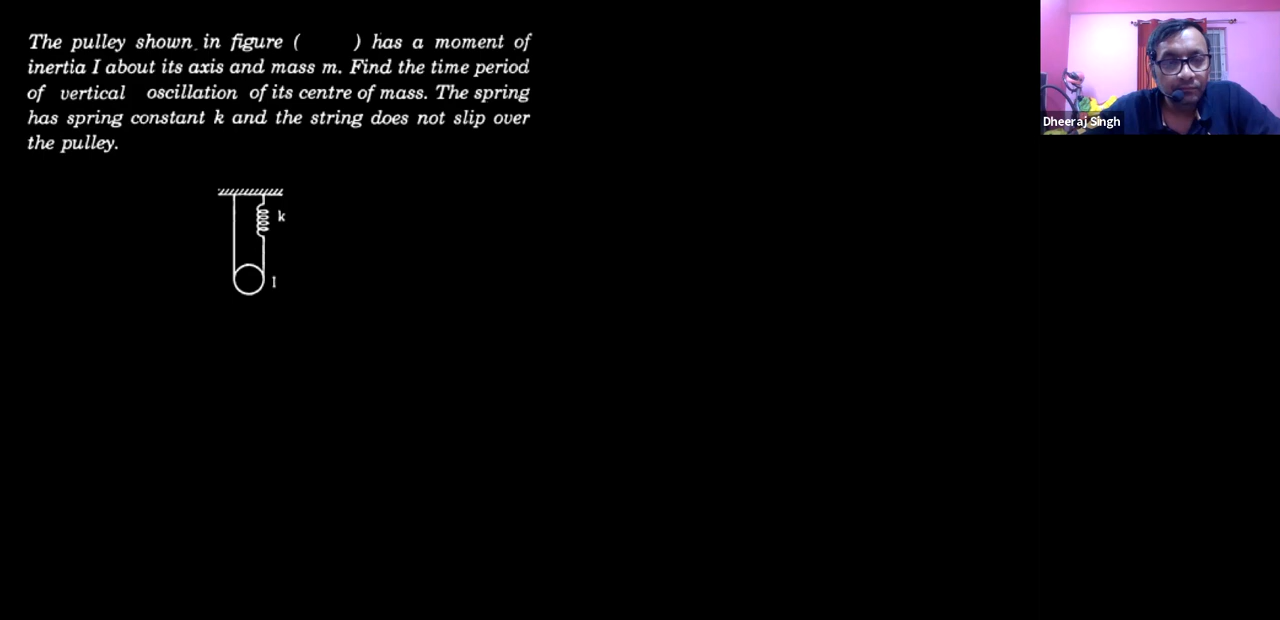 The pulley shown in figure ( ) has a moment of
inertia I about its axis and mass m. Find the time period
of vertical oscillation of its centre of mass. The spring
has spring constant k and the string does not slip over
the pulley.
k
I
Dheeraj Singh